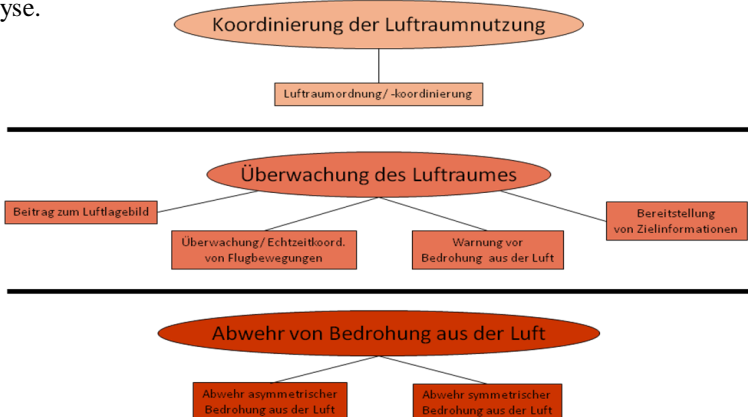 yse.
Koordinierung der Luftraumnutzung
Luftraumordnung/ -koordinierung
Überwachung des Luftraumes
Beitrag zum Luftlagebild
Überwachung/ Echtzeitkoord.
von Flugbewegungen
Warnung vor
Bedrohung aus der Luft
Bereitstellung
von Zielinformationen
Abwehr von Bedrohung aus der Luft
Abwehr asymmetrischer
Bedrohung aus der Luft
Abwehr symmetrischer
Bedrohung aus der Luft